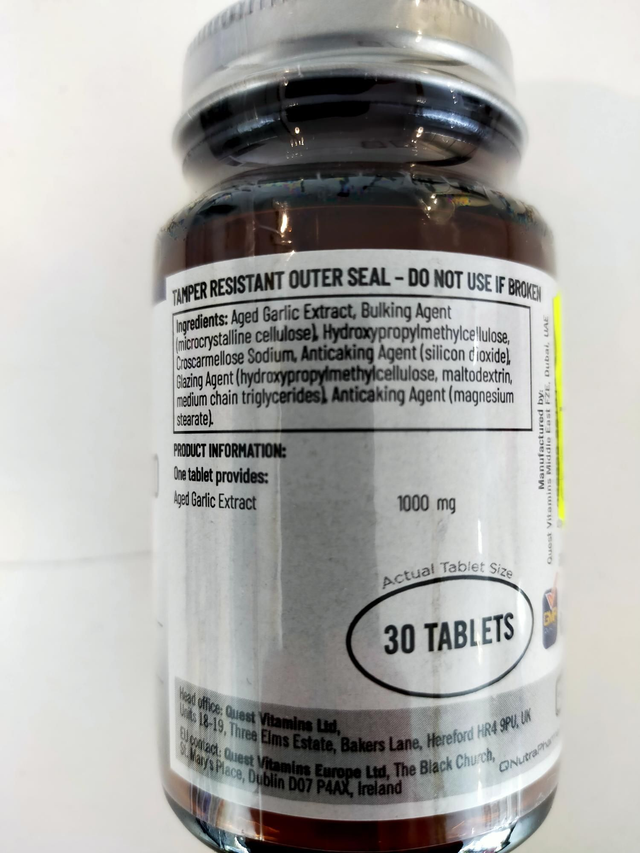 TAMPER RESISTANT OUTER SEAL – DO NOT USE IF BROKEN
Ingredients: Aged Garlic Extract, Bulking Agent
(microcrystalline cellulose), Hydroxypropylmethylcellulose,
Croscarmellose Sodium, Anticaking Agent (silicon dioxide),
Glazing Agent (hydroxypropylmethylcellulose, maltodextrin,
medium chain triglycerides), Anticaking Agent (magnesium
stearate).
PRODUCT INFORMATION:
One tablet provides:
Aged Garlic Extract 1000 mg
Actual Tablet Size
30 TABLETS
Head office: Quest Vitamins Ltd,
Units 18-19, Three Elms Estate, Bakers Lane, Hereford HR4 9PU, UK
EU contact: Quest Vitamins Europe Ltd, The Black Church,
St. Mary's Place, Dublin D07 P4AX, Ireland
Manufactured by:
Quest Vitamins Middle East FZE, Dubai, UAE
GMP